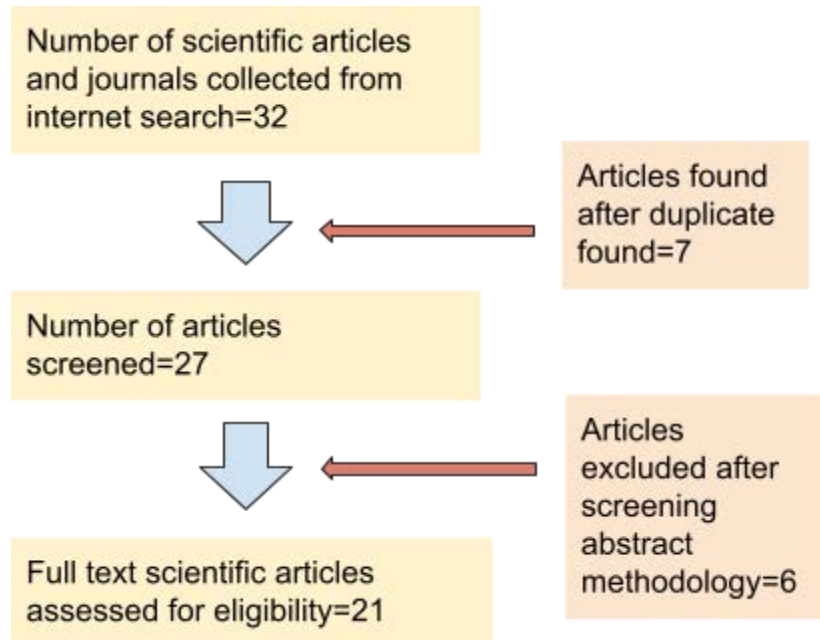 Number of scientific articles
and journals collected from
internet search=32
Articles found
after duplicate
found=7
Number of articles
screened=27
Articles
excluded after
screening
abstract
methodology=6
Full text scientific articles
assessed for eligibility=21